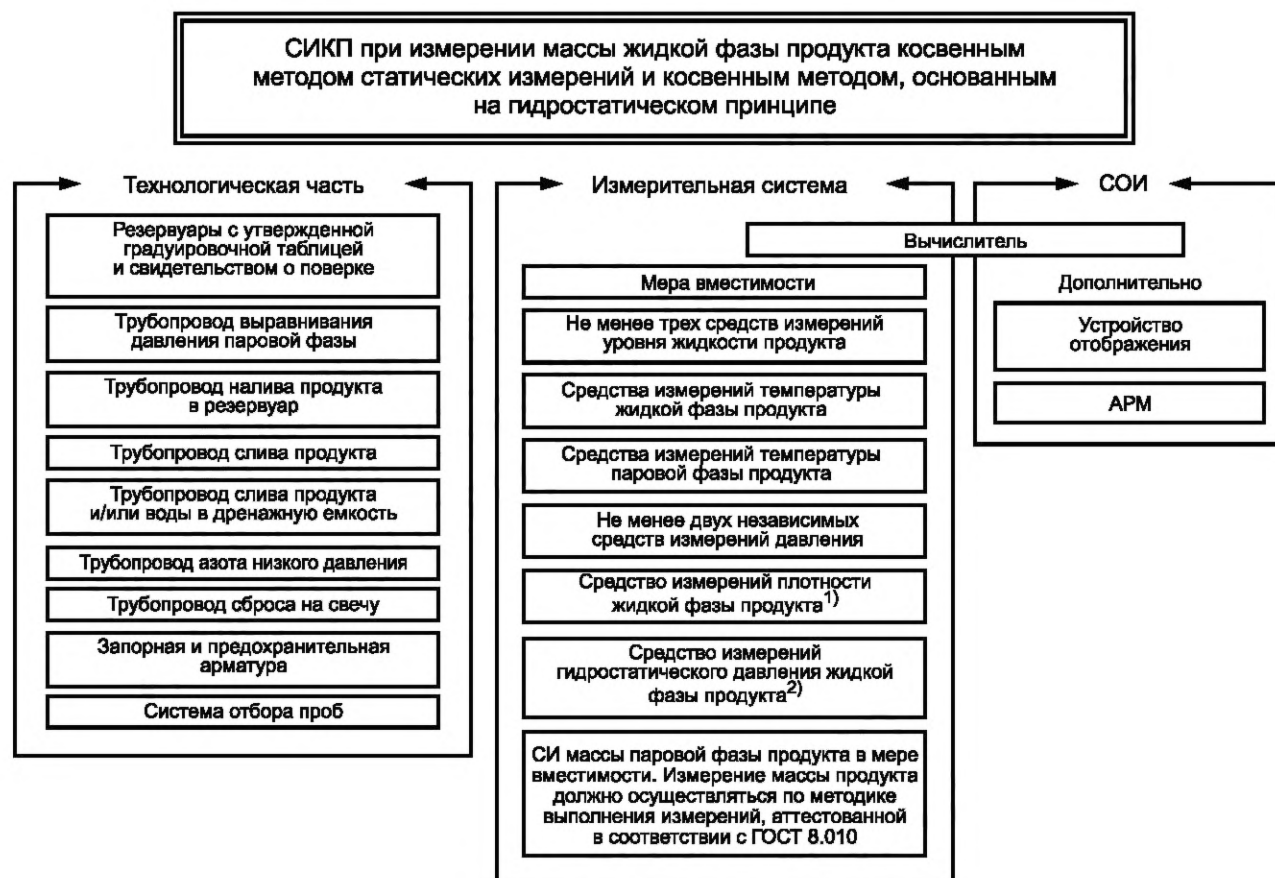 СИКП при измерении массы жидкой фазы продукта косвенным
методом статических измерений и косвенным методом, основанным
на гидростатическом принципе
Технологическая часть
Резервуары с утвержденной
градуировочной таблицей
и свидетельством о поверке
Трубопровод выравнивания
давления паровой фазы
Трубопровод налива продукта
в резервуар
Трубопровод слива продукта
Трубопровод слива продукта
и/или воды в дренажную емкость
Трубопровод азота низкого давления
Трубопровод сброса на свечу
Запорная и предохранительная
арматура
Система отбора проб
Измерительная система
Вычислитель
Мера вместимости
Не менее трех средств измерений
уровня жидкости продукта
Средства измерений температуры
жидкой фазы продукта
Средства измерений температуры
паровой фазы продукта
Не менее двух независимых
средств измерений давления
Средство измерений плотности
жидкой фазы продукта1)
Средство измерений
гидростатического давления жидкой
фазы продукта2)
СИ массы паровой фазы продукта в мере
вместимости. Измерение массы продукта
должно осуществляться по методике
выполнения измерений, аттестованной
в соответствии с ГОСТ 8.010
СОИ
Дополнительно
Устройство
отображения
АРМ